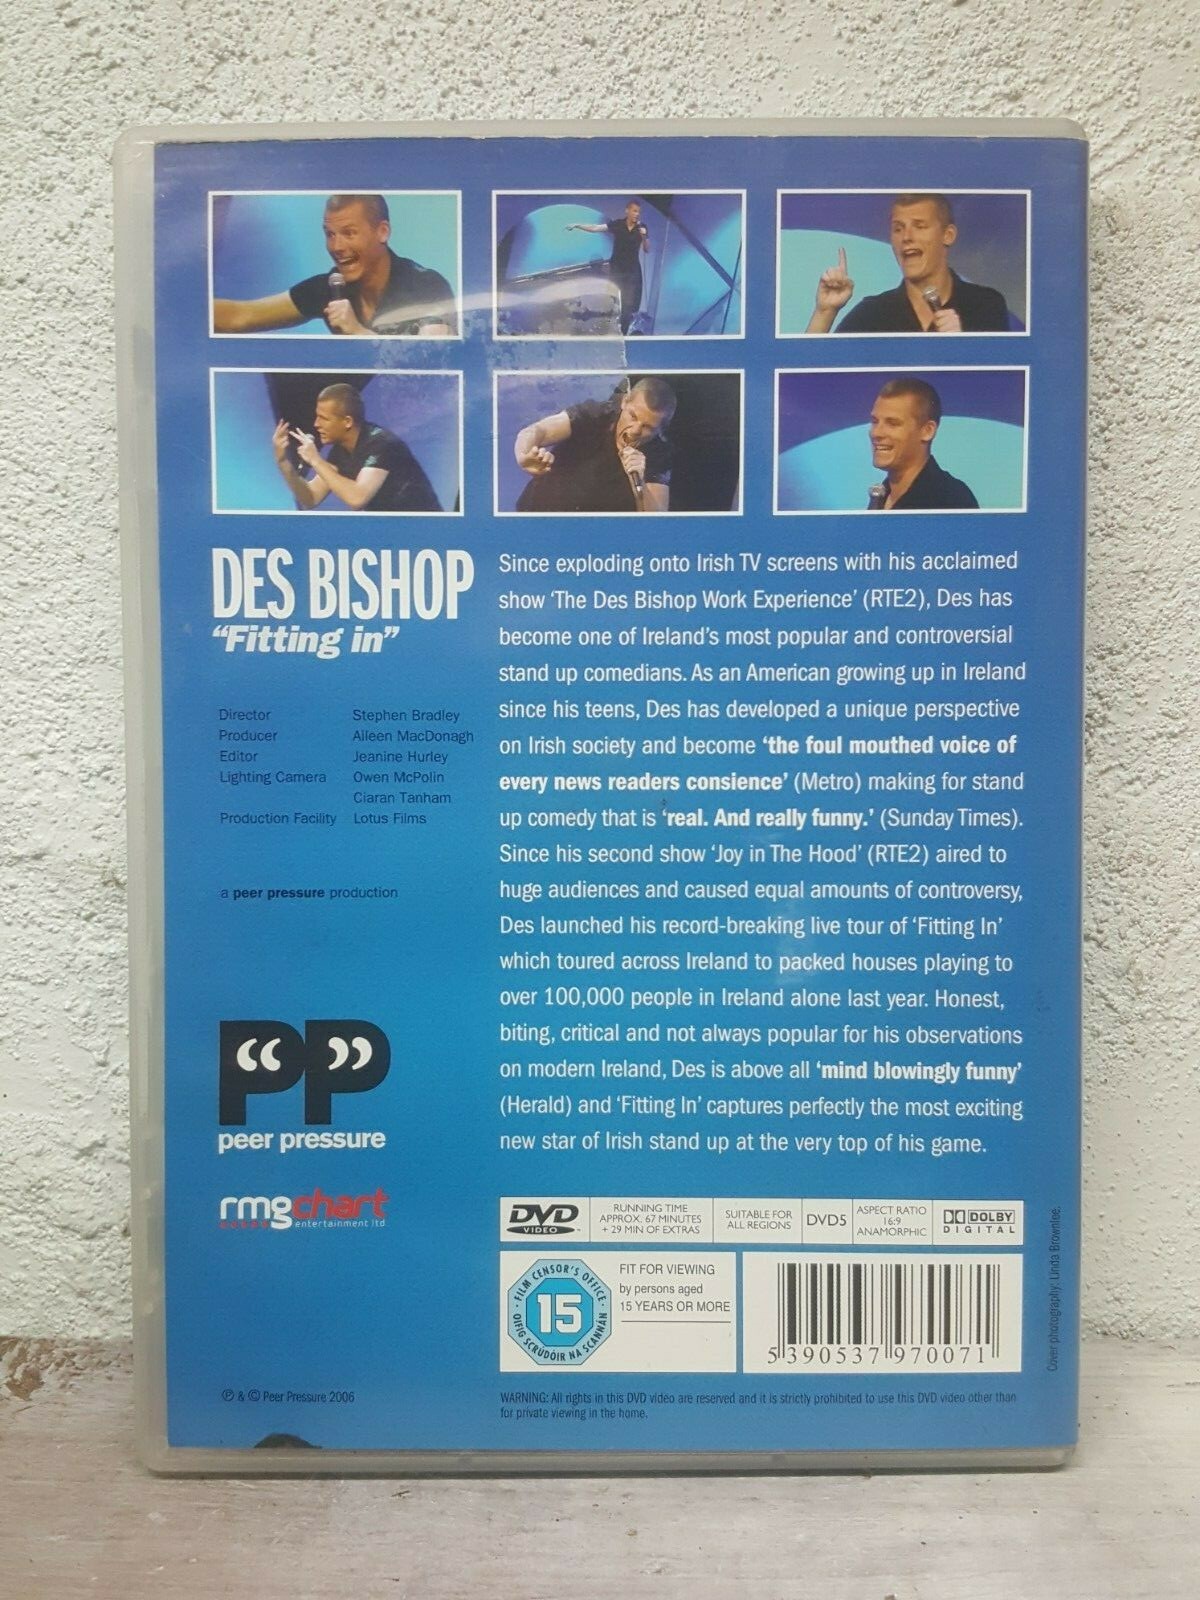 DES BISHOP
“Fitting in”
Director Stephen Bradley
Producer Aileen MacDonagh
Editor Jeanine Hurley
Lighting Camera Owen McPolin
Ciaran Tanham
Production Facility Lotus Films
a peer pressure production
“PP”
peer pressure
rmgchart
entertainment ltd
℗ & © Peer Pressure 2006
Since exploding onto Irish TV screens with his acclaimed
show ‘The Des Bishop Work Experience’ (RTE2), Des has
become one of Ireland’s most popular and controversial
stand up comedians. As an American growing up in Ireland
since his teens, Des has developed a unique perspective
on Irish society and become ‘the foul mouthed voice of
every news readers consience’ (Metro) making for stand
up comedy that is ‘real. And really funny.’ (Sunday Times).
Since his second show ‘Joy in The Hood’ (RTE2) aired to
huge audiences and caused equal amounts of controversy,
Des launched his record-breaking live tour of ‘Fitting In’
which toured across Ireland to packed houses playing to
over 100,000 people in Ireland alone last year. Honest,
biting, critical and not always popular for his observations
on modern Ireland, Des is above all ‘mind blowingly funny’
(Herald) and ‘Fitting In’ captures perfectly the most exciting
new star of Irish stand up at the very top of his game.
DVD
VIDEO
RUNNING TIME
APPROX. 67 MINUTES
+ 29 MIN OF EXTRAS
SUITABLE FOR
ALL REGIONS
DVD5
ASPECT RATIO
16:9
ANAMORPHIC
DOLBY
DIGITAL
· FILM CENSOR'S OFFICE ·
15
OIFIG SCRÚDÓIR NA SCANNÁN
FIT FOR VIEWING
by persons aged
15 YEARS OR MORE
5 390537 970071
Cover photography: Linda Brownlee.
WARNING: All rights in this DVD video are reserved and it is strictly prohibited to use this DVD video other than
for private viewing in the home.